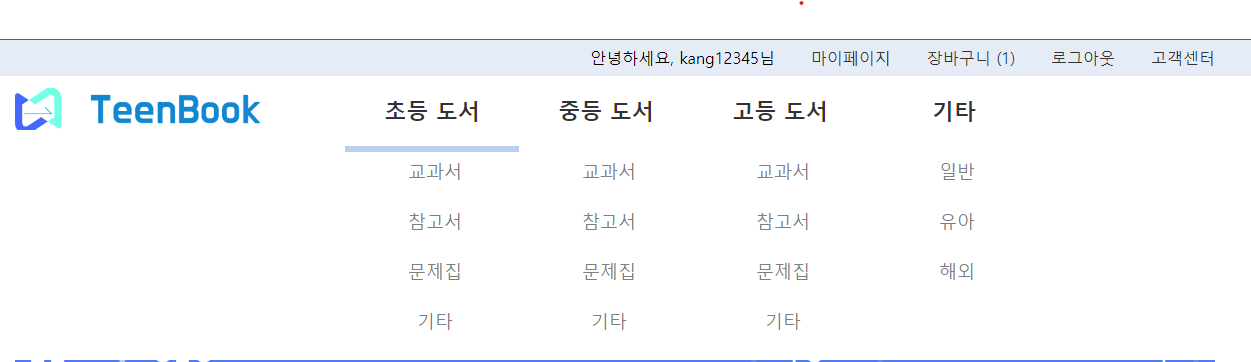 안녕하세요, kang12345님 마이페이지 장바구니 (1) 로그아웃 고객센터
TeenBook 초등 도서 중등 도서 고등 도서 기타
교과서 교과서 교과서 일반
참고서 참고서 참고서 유아
문제집 문제집 문제집 해외
기타 기타 기타